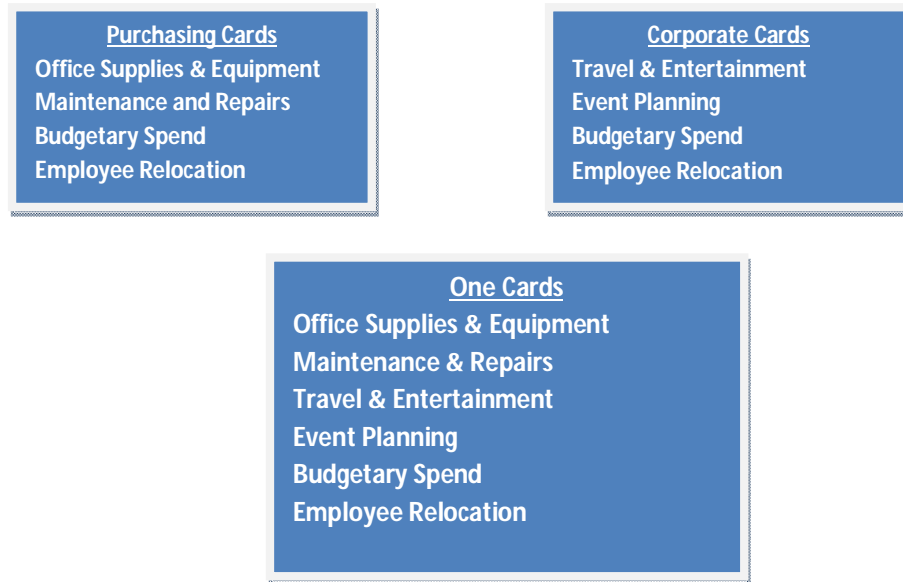 Purchasing Cards
Office Supplies & Equipment
Maintenance and Repairs
Budgetary Spend
Employee Relocation
Corporate Cards
Travel & Entertainment
Event Planning
Budgetary Spend
Employee Relocation
One Cards
Office Supplies & Equipment
Maintenance & Repairs
Travel & Entertainment
Event Planning
Budgetary Spend
Employee Relocation